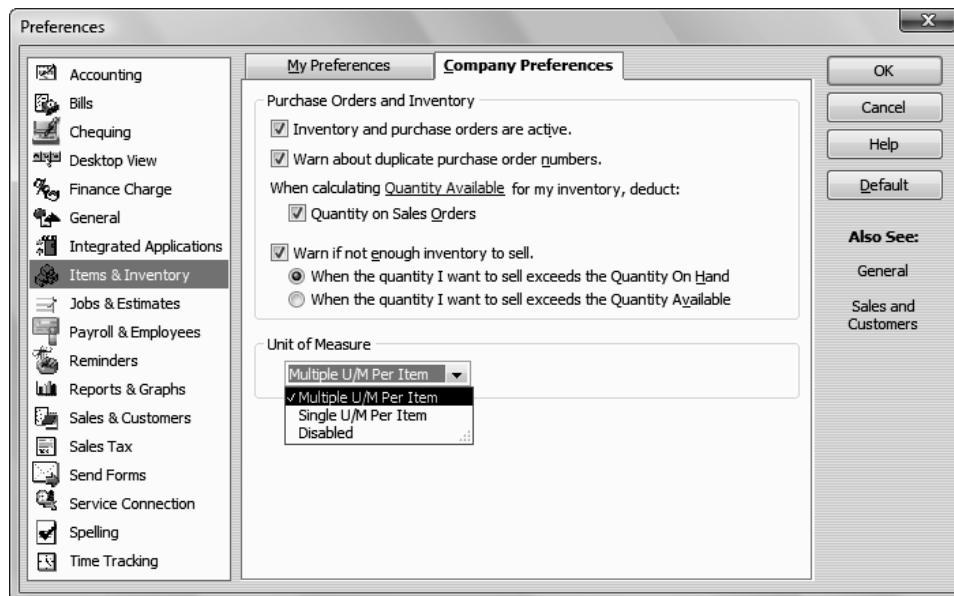 Preferences
Accounting
Bills
Chequing
Desktop View
Finance Charge
General
Integrated Applications
Items & Inventory
Jobs & Estimates
Payroll & Employees
Reminders
Reports & Graphs
Sales & Customers
Sales Tax
Send Forms
Service Connection
Spelling
Time Tracking
My Preferences
Company Preferences
Purchase Orders and Inventory
Inventory and purchase orders are active.
Warn about duplicate purchase order numbers.
When calculating Quantity Available for my inventory, deduct:
Quantity on Sales Orders
Warn if not enough inventory to sell.
When the quantity I want to sell exceeds the Quantity On Hand
When the quantity I want to sell exceeds the Quantity Available
Unit of Measure
Multiple U/M Per Item
Multiple U/M Per Item
Single U/M Per Item
Disabled
OK
Cancel
Help
Default
Also See:
General
Sales and
Customers